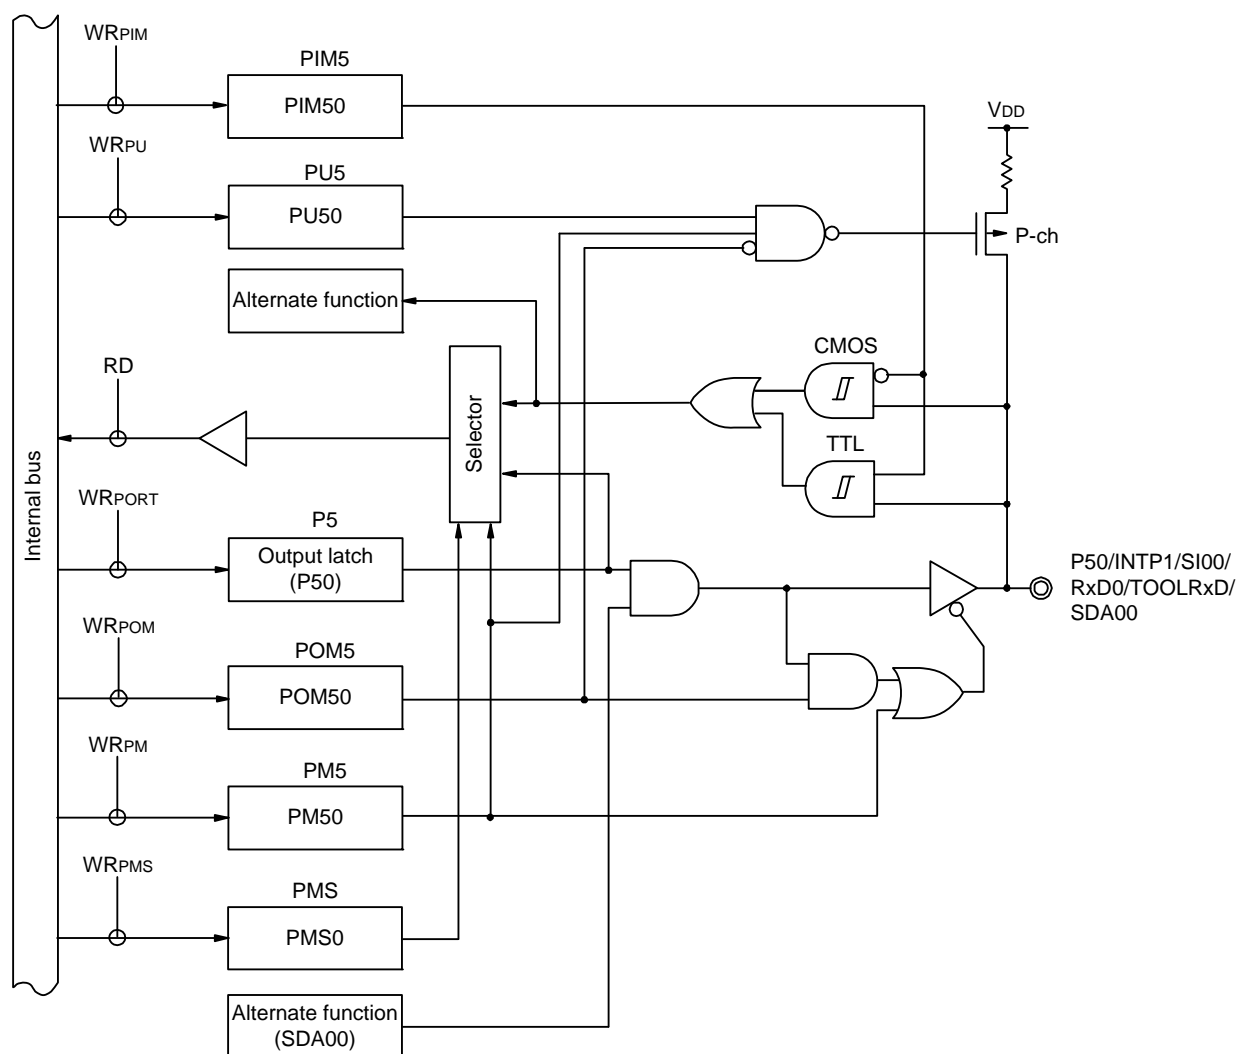 WRPIM
PIM5
PIM50
VDD
WRPU
PU5
PU50
P-ch
Alternate function
RD
CMOS
Selector
TTL
Internal bus
WRPORT
P5
Output latch
(P50)
P50/INTP1/SI00/
RxD0/TOOLRxD/
SDA00
WRPOM
POM5
POM50
WRPM
PM5
PM50
WRPMS
PMS
PMS0
Alternate function
(SDA00)